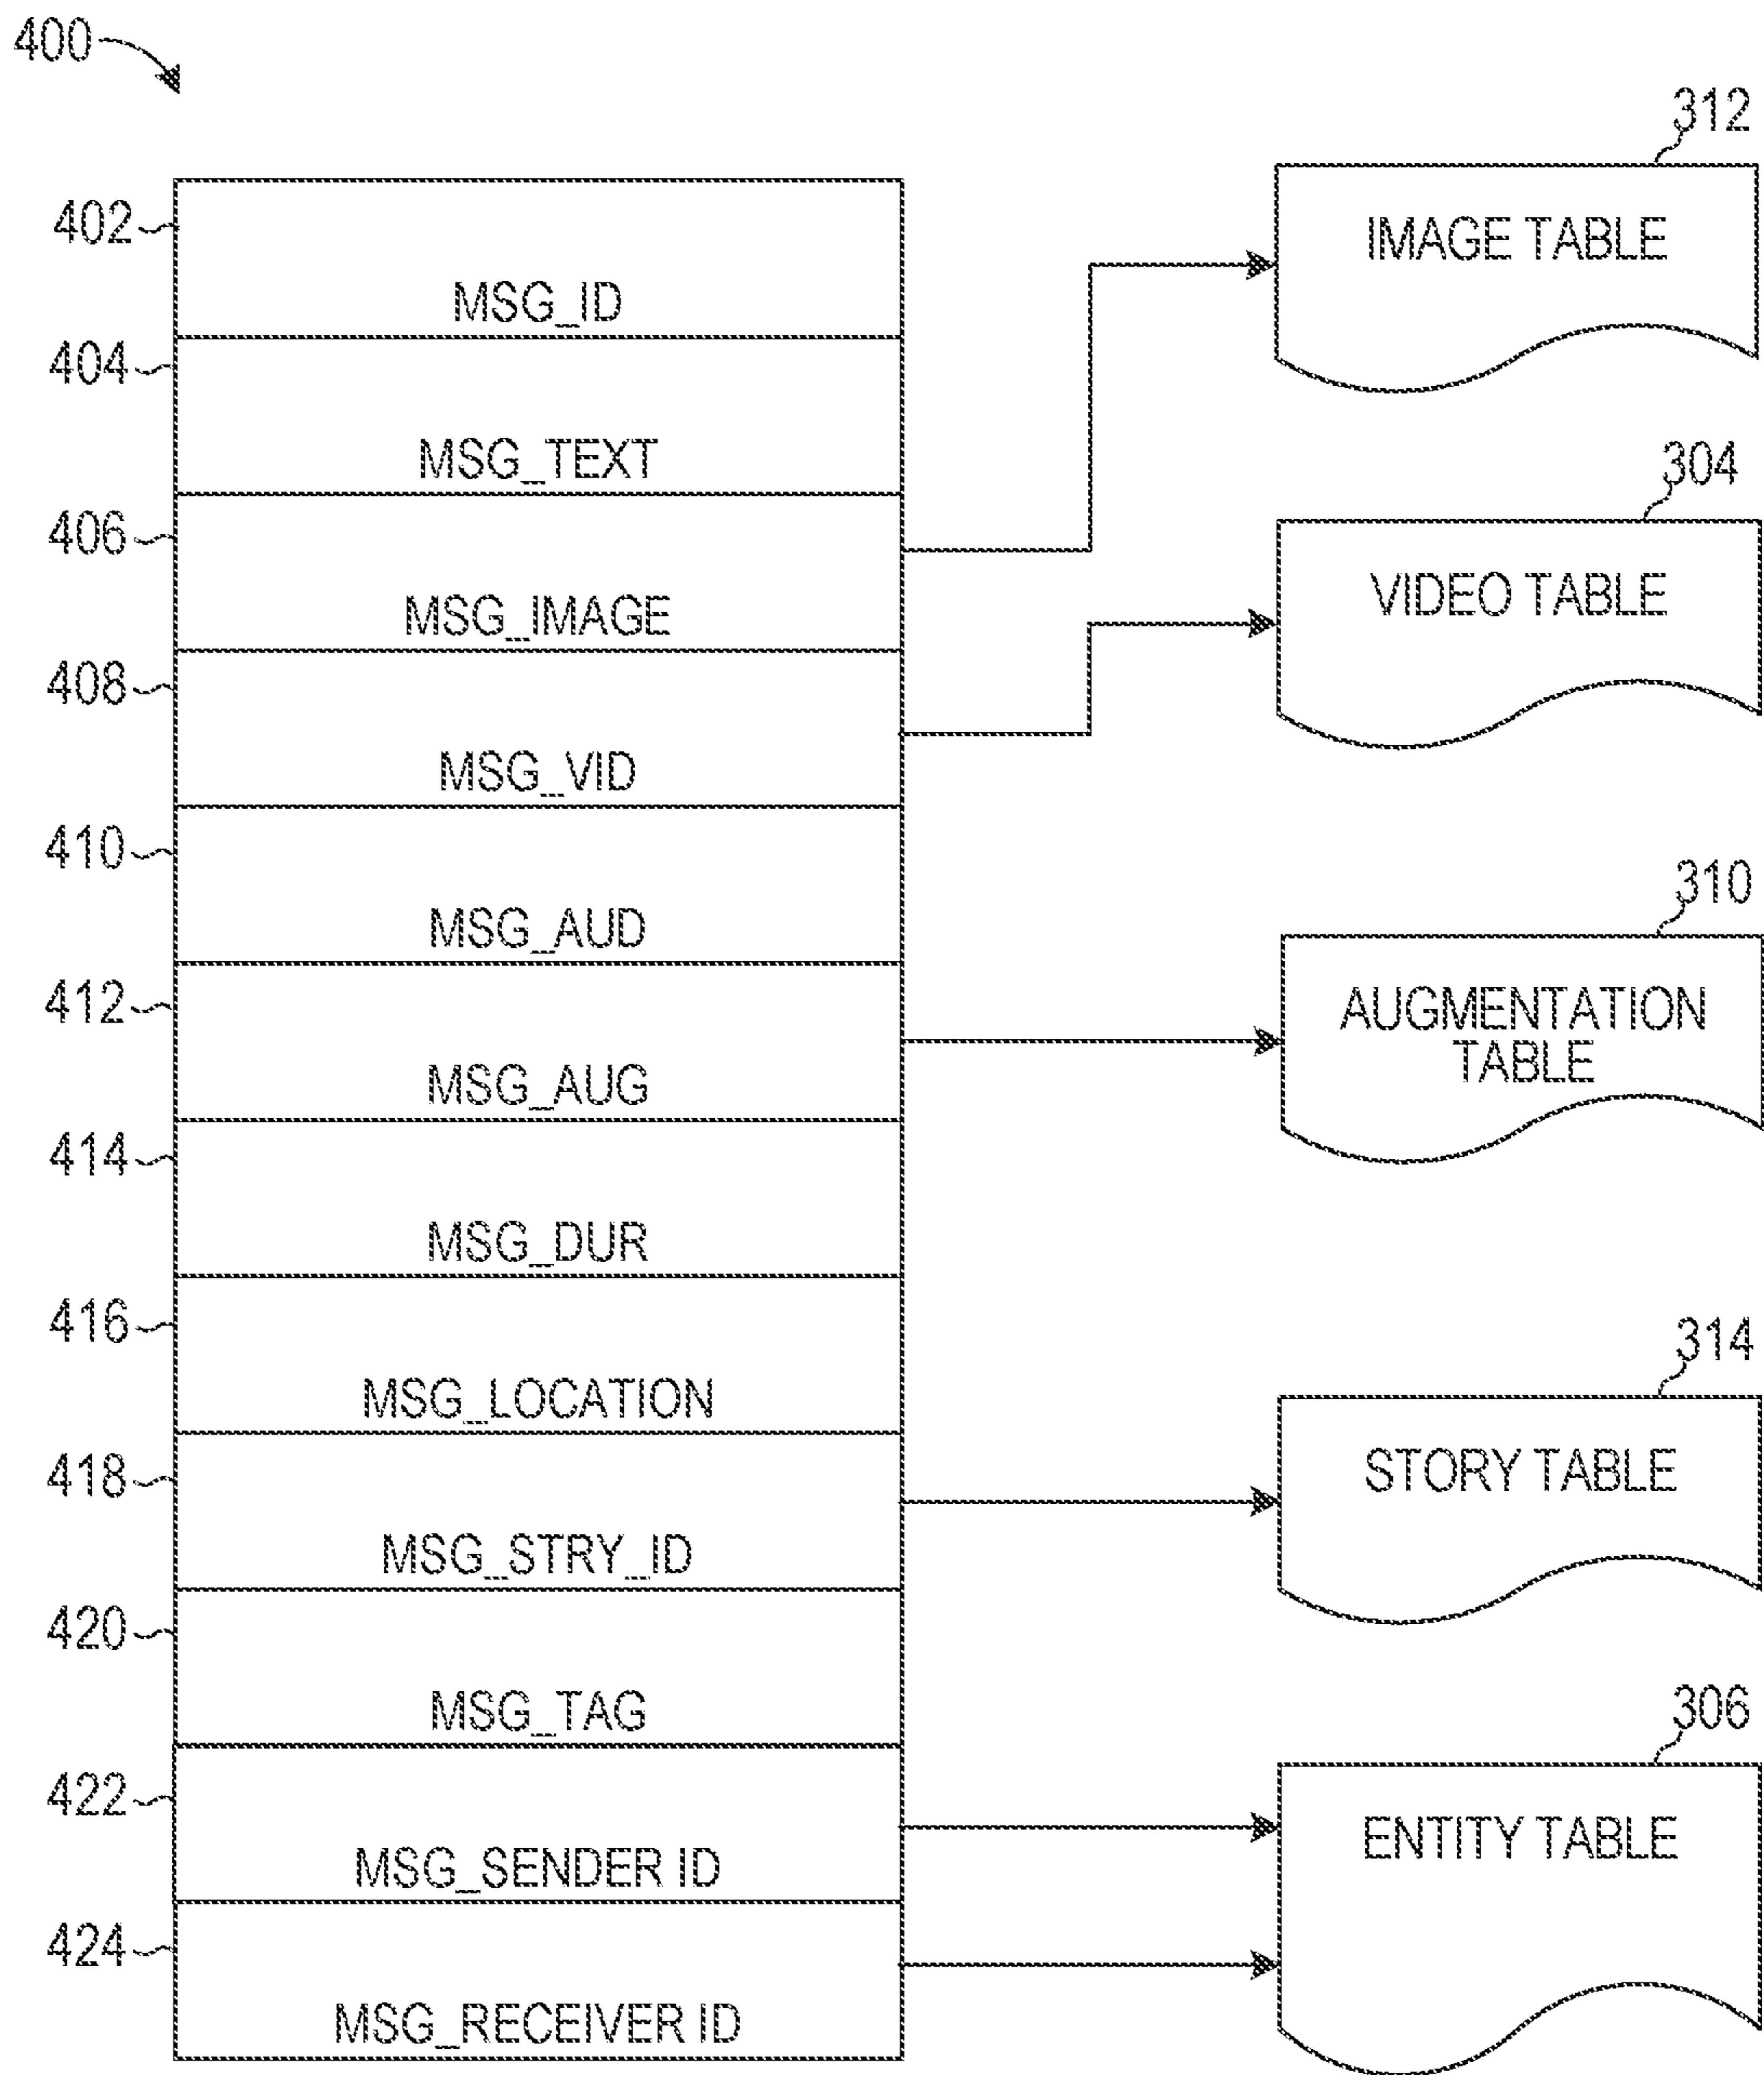 400
312
402
IMAGE TABLE
MSG_ID
404
MSG_TEXT
304
406
VIDEO TABLE
MSG_IMAGE
408
MSG_VID
410
310
MSG_AUD
412
AUGMENTATION
TABLE
MSG_AUG
414
MSG_DUR
416
314
MSG_LOCATION
418
STORY TABLE
MSG_STRY_ID
420
MSG_TAG
306
422
ENTITY TABLE
MSG_SENDER ID
424
MSG_RECEIVER ID